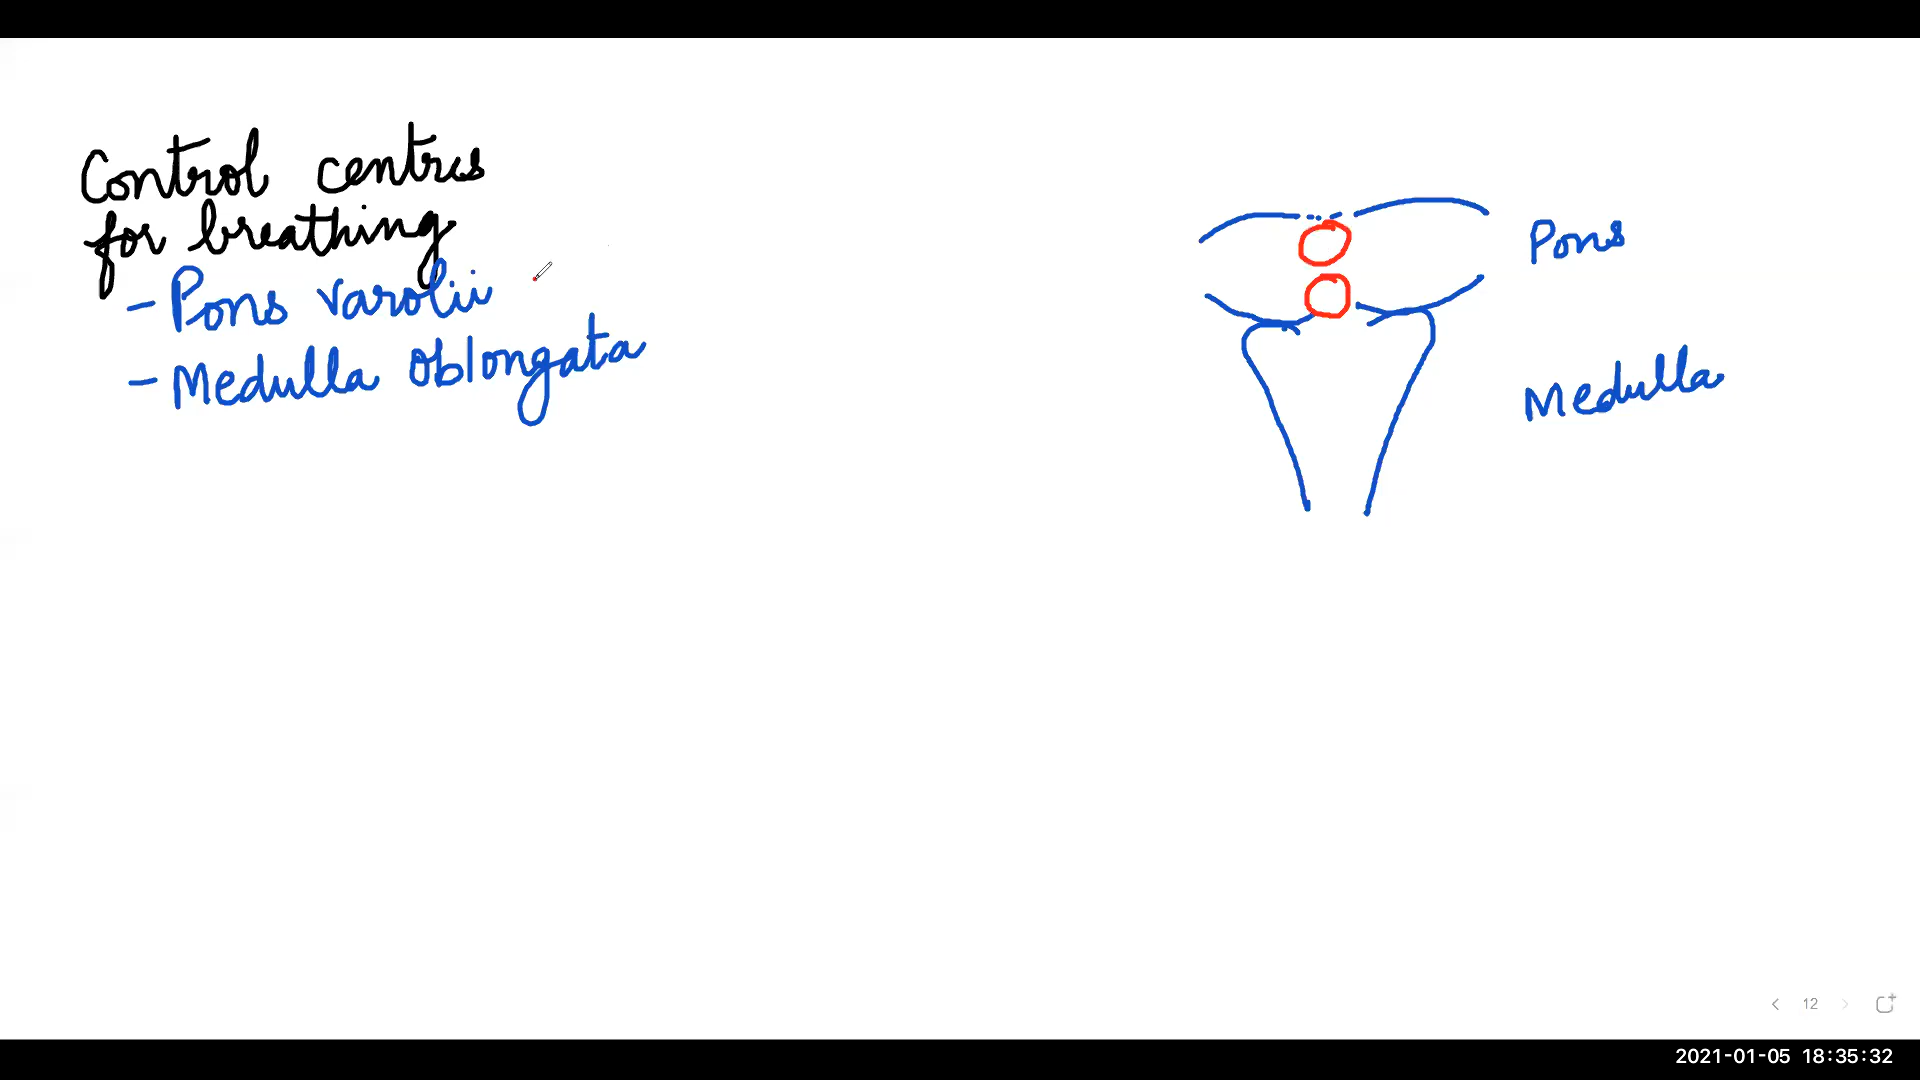 Control centres
for breathing
- Pons varolii
- Medulla oblongata
Pons
Medulla
12
2021-01-05 18:35:32